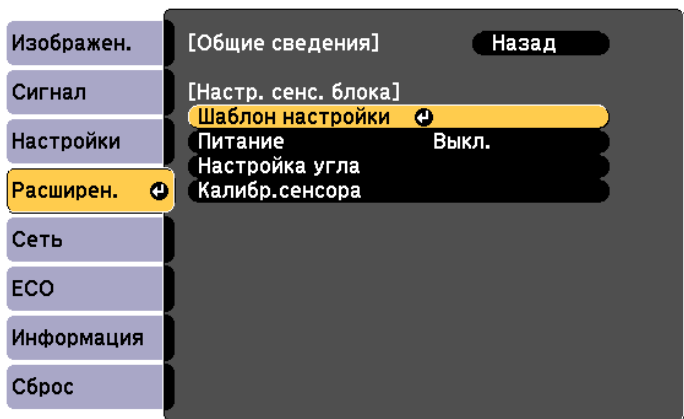 Изображен.
Сигнал
Настройки
Расширен.
Сеть
ECO
Информация
Сброс
[Общие сведения] Назад
[Настр. сенс. блока]
Шаблон настройки
Питание Выкл.
Настройка угла
Калибр.сенсора